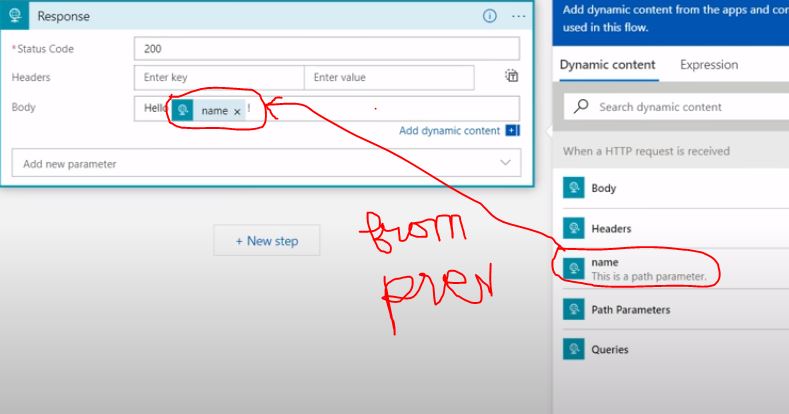 Response
*Status Code
200
Headers
Enter key
Enter value
Body
Hello name × !
Add dynamic content
Add new parameter
+ New step
from
prev
Add dynamic content from the apps and con
used in this flow.
Dynamic content
Expression
Search dynamic content
When a HTTP request is received
Body
Headers
name
This is a path parameter.
Path Parameters
Queries